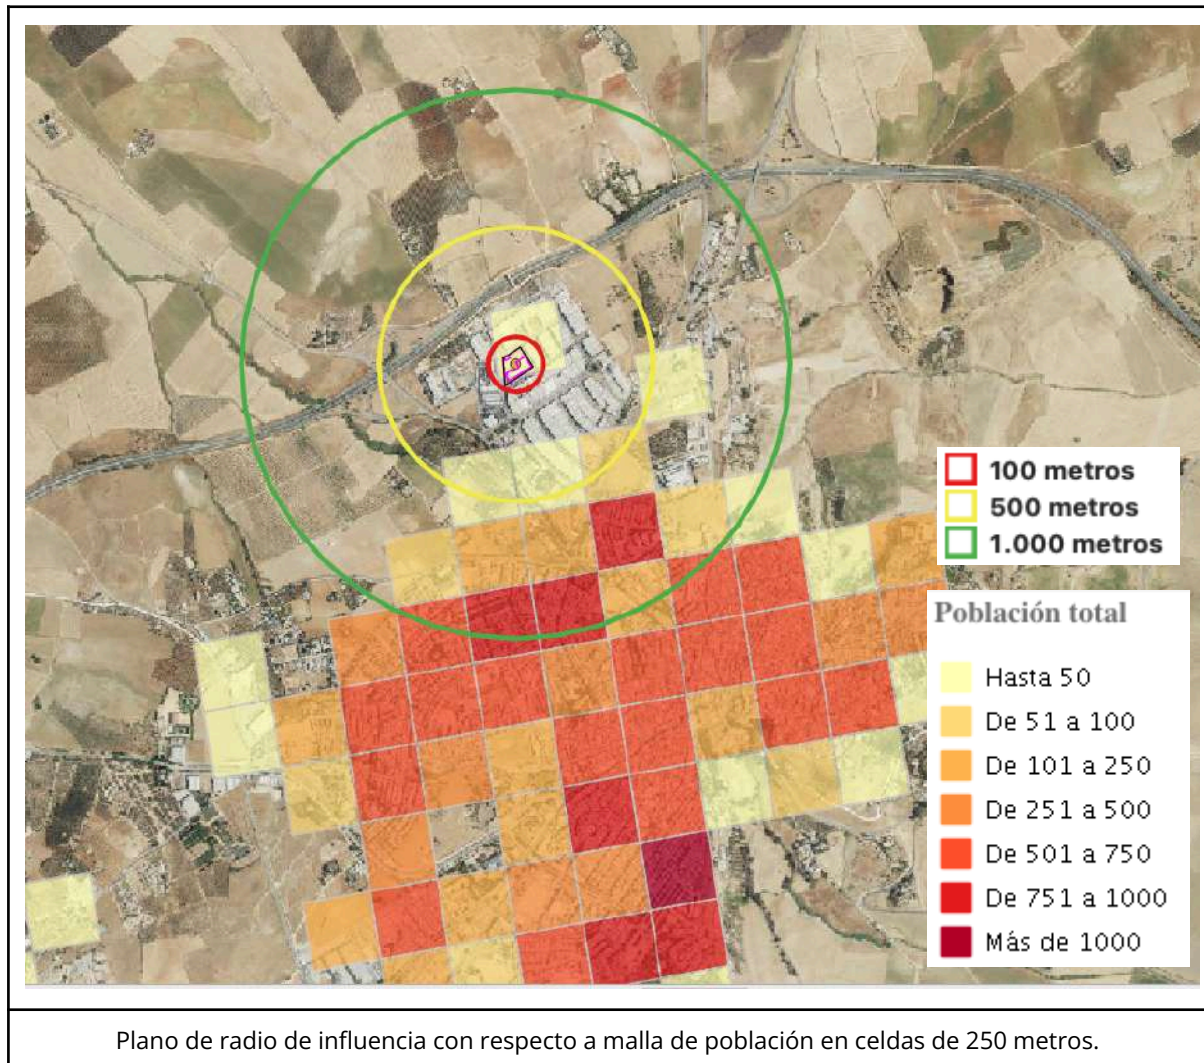 100 metros
500 metros
1.000 metros
Población total
Hasta 50
De 51 a 100
De 101 a 250
De 251 a 500
De 501 a 750
De 751 a 1000
Más de 1000
Plano de radio de influencia con respecto a malla de población en celdas de 250 metros.